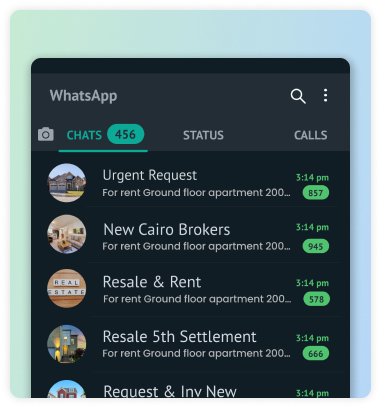 WhatsApp
CHATS 456 STATUS CALLS
Urgent Request 3:14 pm
For rent Ground floor apartment 200... 857
New Cairo Brokers 3:14 pm
For rent Ground floor apartment 200... 945
REAL
ESTATE
Resale & Rent 3:14 pm
For rent Ground floor apartment 200... 578
Resale 5th Settlement 3:14 pm
For rent Ground floor apartment 200... 666
Request & Inv New 3:14 pm